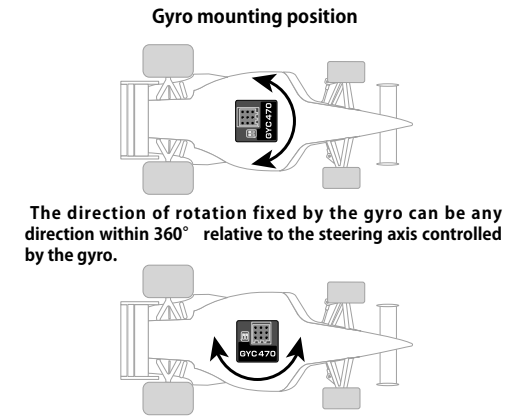 Gyro mounting position
GYC470
The direction of rotation fixed by the gyro can be any
direction within 360° relative to the steering axis controlled
by the gyro.
GYC470